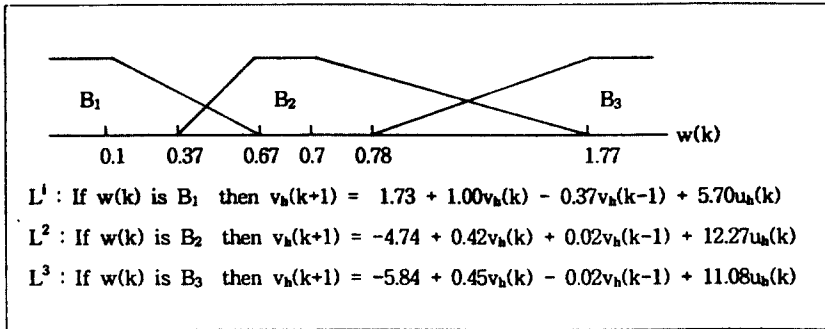 B₁ B₂ B₃
w(k)
0.1 0.37 0.67 0.7 0.78 1.77
L¹ : If w(k) is B₁ then vₕ(k+1) = 1.73 + 1.00vₕ(k) - 0.37vₕ(k-1) + 5.70uₕ(k)
L² : If w(k) is B₂ then vₕ(k+1) = -4.74 + 0.42vₕ(k) + 0.02vₕ(k-1) + 12.27uₕ(k)
L³ : If w(k) is B₃ then vₕ(k+1) = -5.84 + 0.45vₕ(k) - 0.02vₕ(k-1) + 11.08uₕ(k)